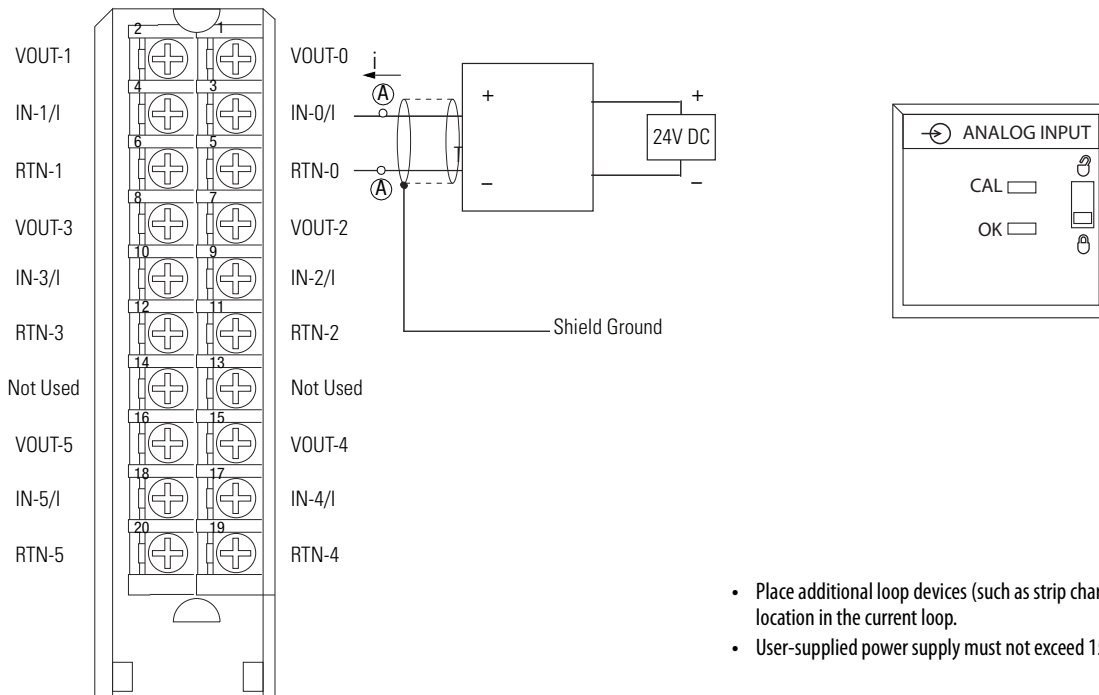 2 1
VOUT-1 VOUT-0 i
4 3
A
IN-1/I IN-0/I + +
24V DC
6 5
RTN-1 RTN-0 T
A
– –
8 7
VOUT-3 VOUT-2
10 9
IN-3/I IN-2/I
12 11
RTN-3 RTN-2 Shield Ground
14 13
Not Used Not Used
16 15
VOUT-5 VOUT-4
18 17
IN-5/I IN-4/I
20 19
RTN-5 RTN-4
ANALOG INPUT
CAL
OK
• Place additional loop devices (such as strip
location in the current loop.
• User-supplied power supply must not exceed